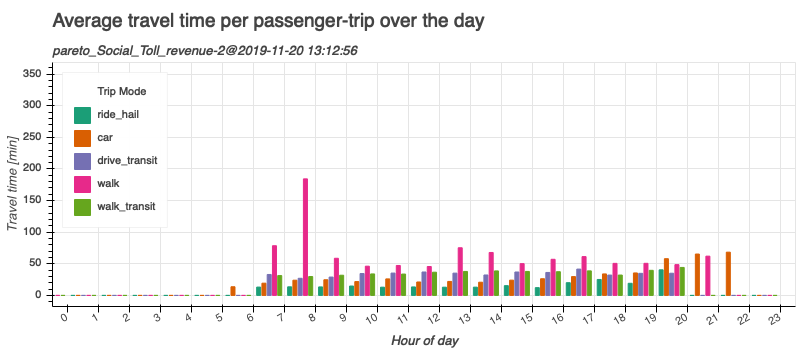 Average travel time per passenger-trip over the day
pareto_Social_Toll_revenue-2@2019-11-20 13:12:56
Travel time [min]
350
300
250
200
150
100
50
0
Trip Mode
ride_hail
car
drive_transit
walk
walk_transit
0 1 2 3 4 5 6 7 8 9 10 11 12 13 14 15 16 17 18 19 20 21 22 23
Hour of day